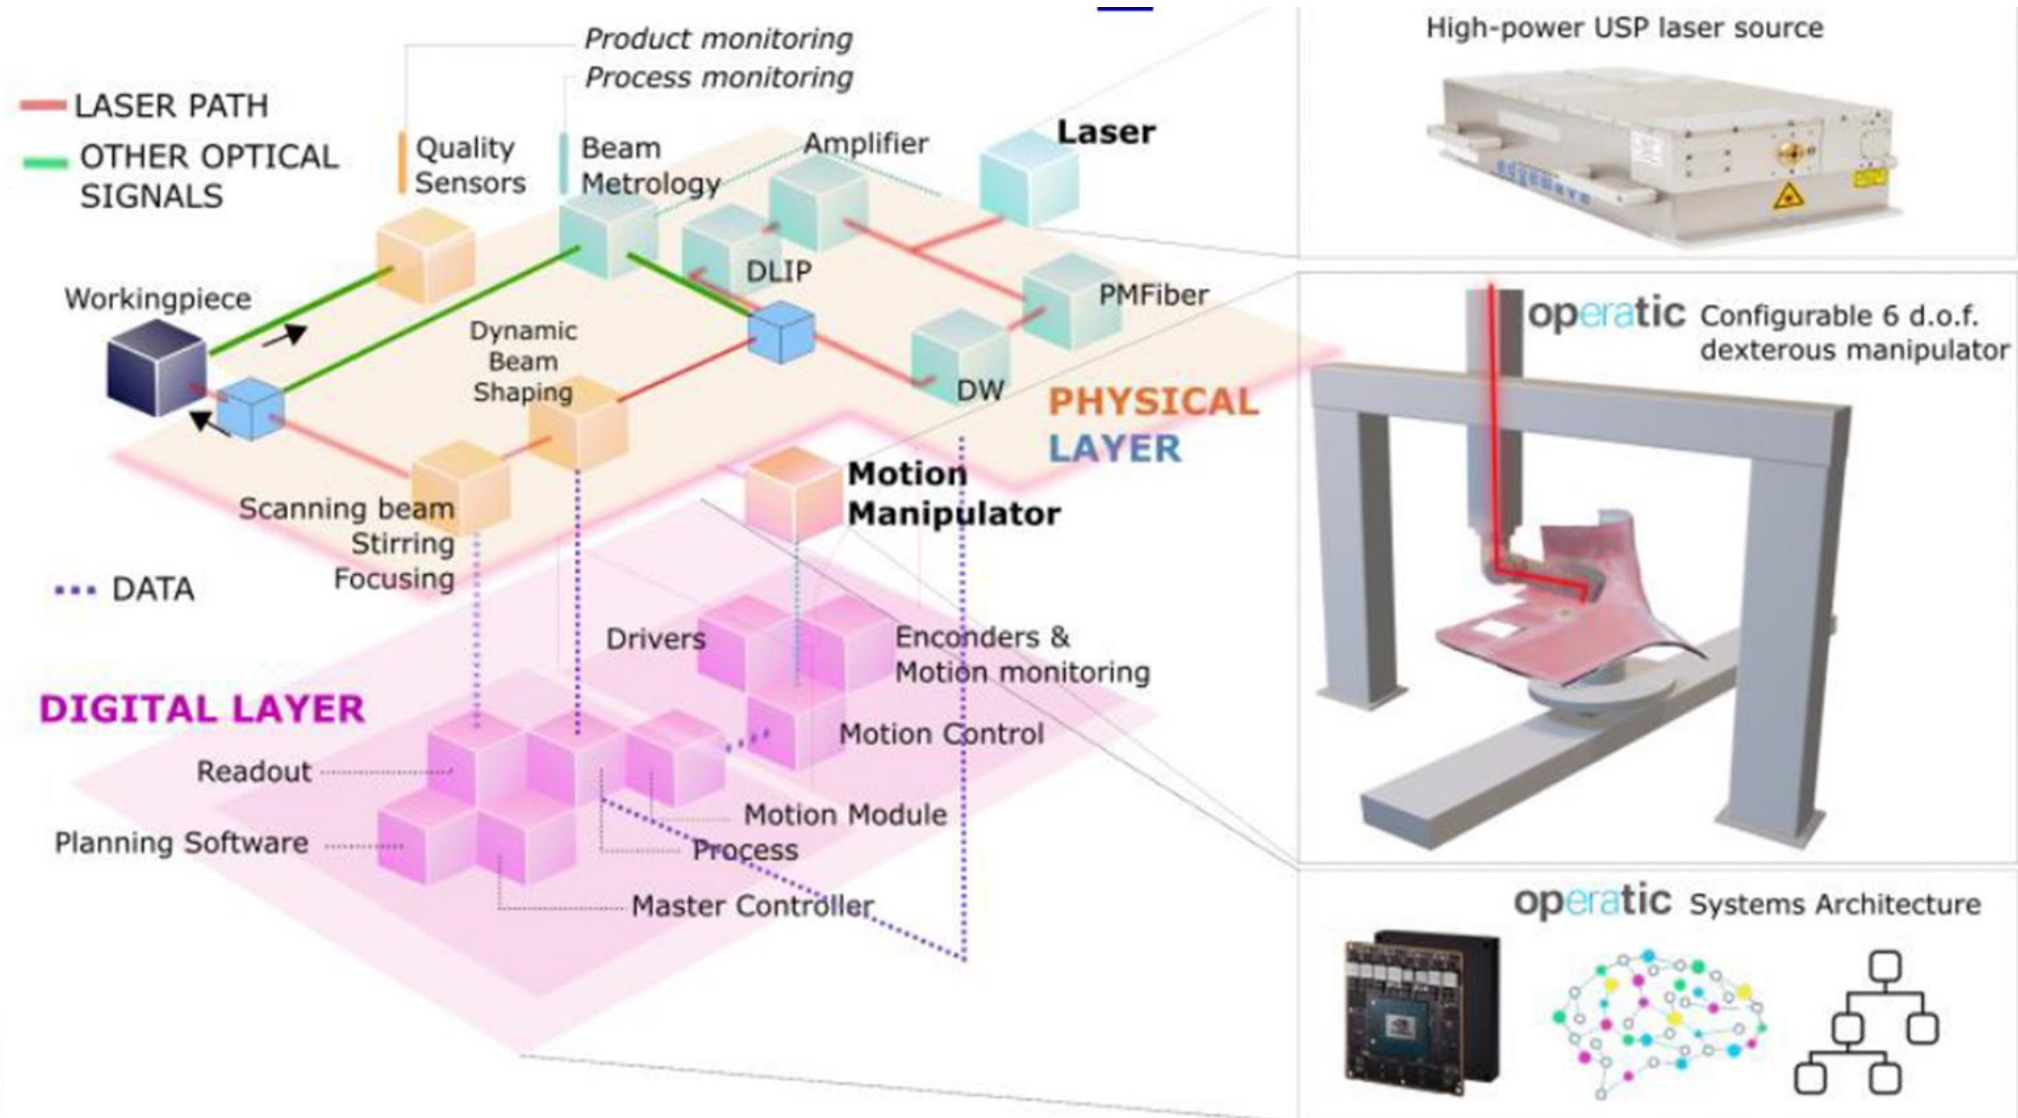 Product monitoring
Process monitoring
LASER PATH
OTHER OPTICAL
SIGNALS
Quality
Sensors
Beam
Metrology
Amplifier
Laser
DLIP
PMFiber
Workingpiece
Dynamic
Beam
Shaping
DW
PHYSICAL
LAYER
Motion
Manipulator
Scanning beam
Stirring
Focusing
DATA
Drivers
Enconders &
Motion monitoring
DIGITAL LAYER
Motion Control
Readout
Motion Module
Planning Software
Process
Master Controller
High-power USP laser source
edgewave
operatic Configurable 6 d.o.f.
dexterous manipulator
operatic Systems Architecture